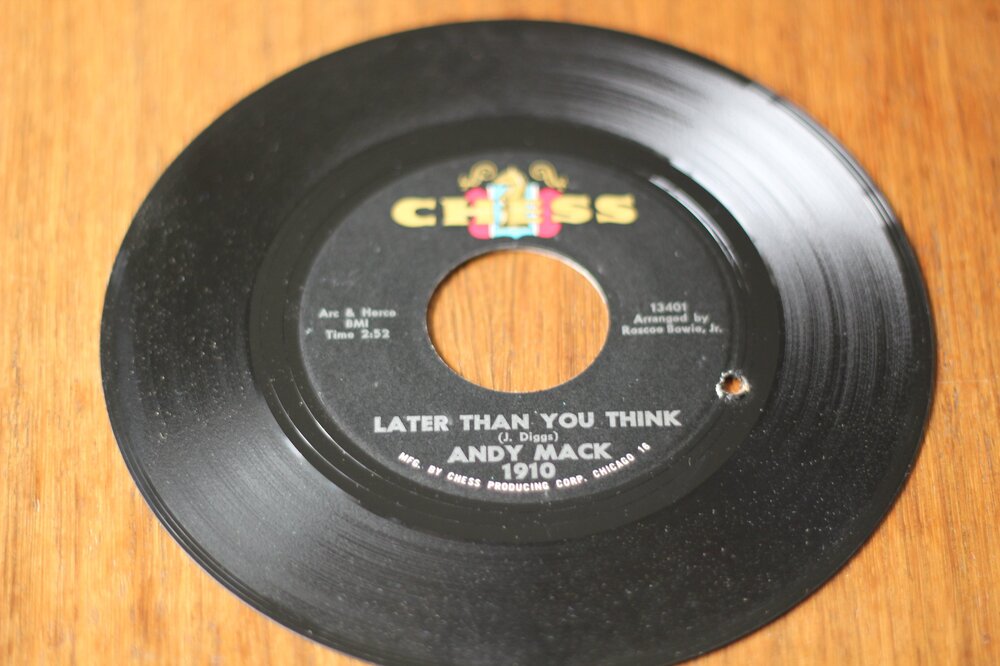 CHESS
Arc & Herco
BMI
Time 2:52
13401
Arranged by
Roscoe Bowie, Jr.
LATER THAN YOU THINK
(J. Diggs)
ANDY MACK
1910
MFG. BY CHESS PRODUCING CORP. CHICAGO 16